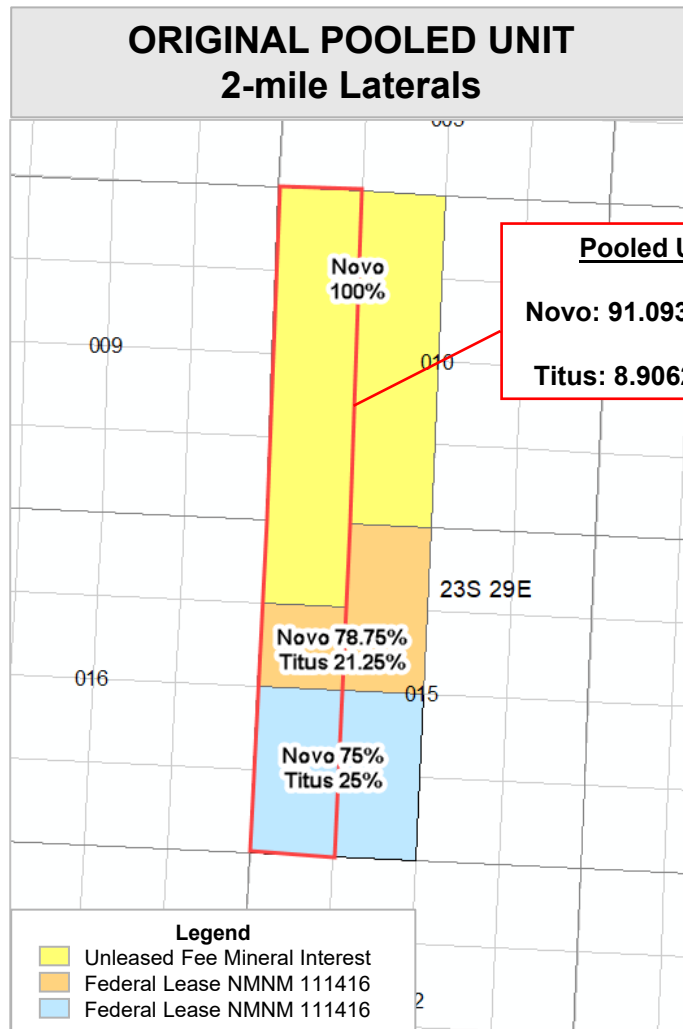 ORIGINAL POOLED UNIT
2-mile Laterals
Novo
100%
Pooled U
Novo: 91.093
Titus: 8.9062
009
010
23S 29E
Novo 78.75%
Titus 21.25%
016
015
Novo 75%
Titus 25%
Legend
Unleased Fee Mineral Interest
Federal Lease NMNM 111416
Federal Lease NMNM 111416
2